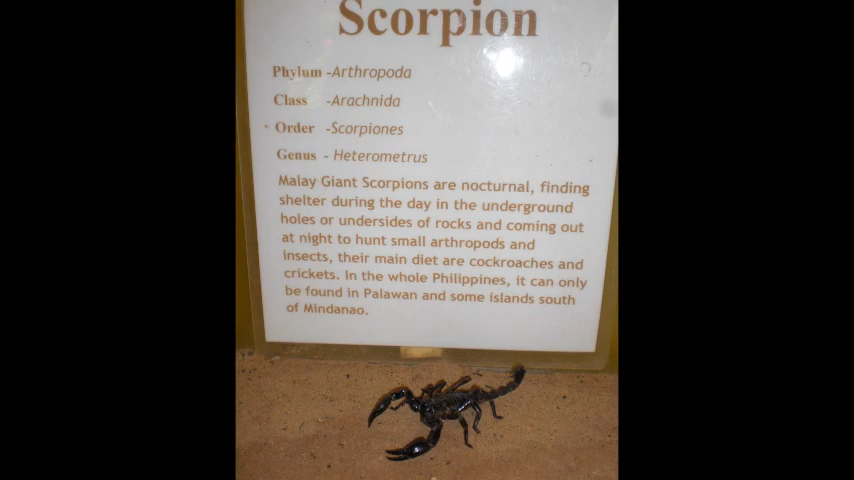 Scorpion
Phylum -Arthropoda
Class -Arachnida
Order -Scorpiones
Genus - Heterometrus
Malay Giant Scorpions are nocturnal, finding
shelter during the day in the underground
holes or undersides of rocks and coming out
at night to hunt small arthropods and
insects, their main diet are cockroaches and
crickets. In the whole Philippines, it can only
be found in Palawan and some islands south
of Mindanao.